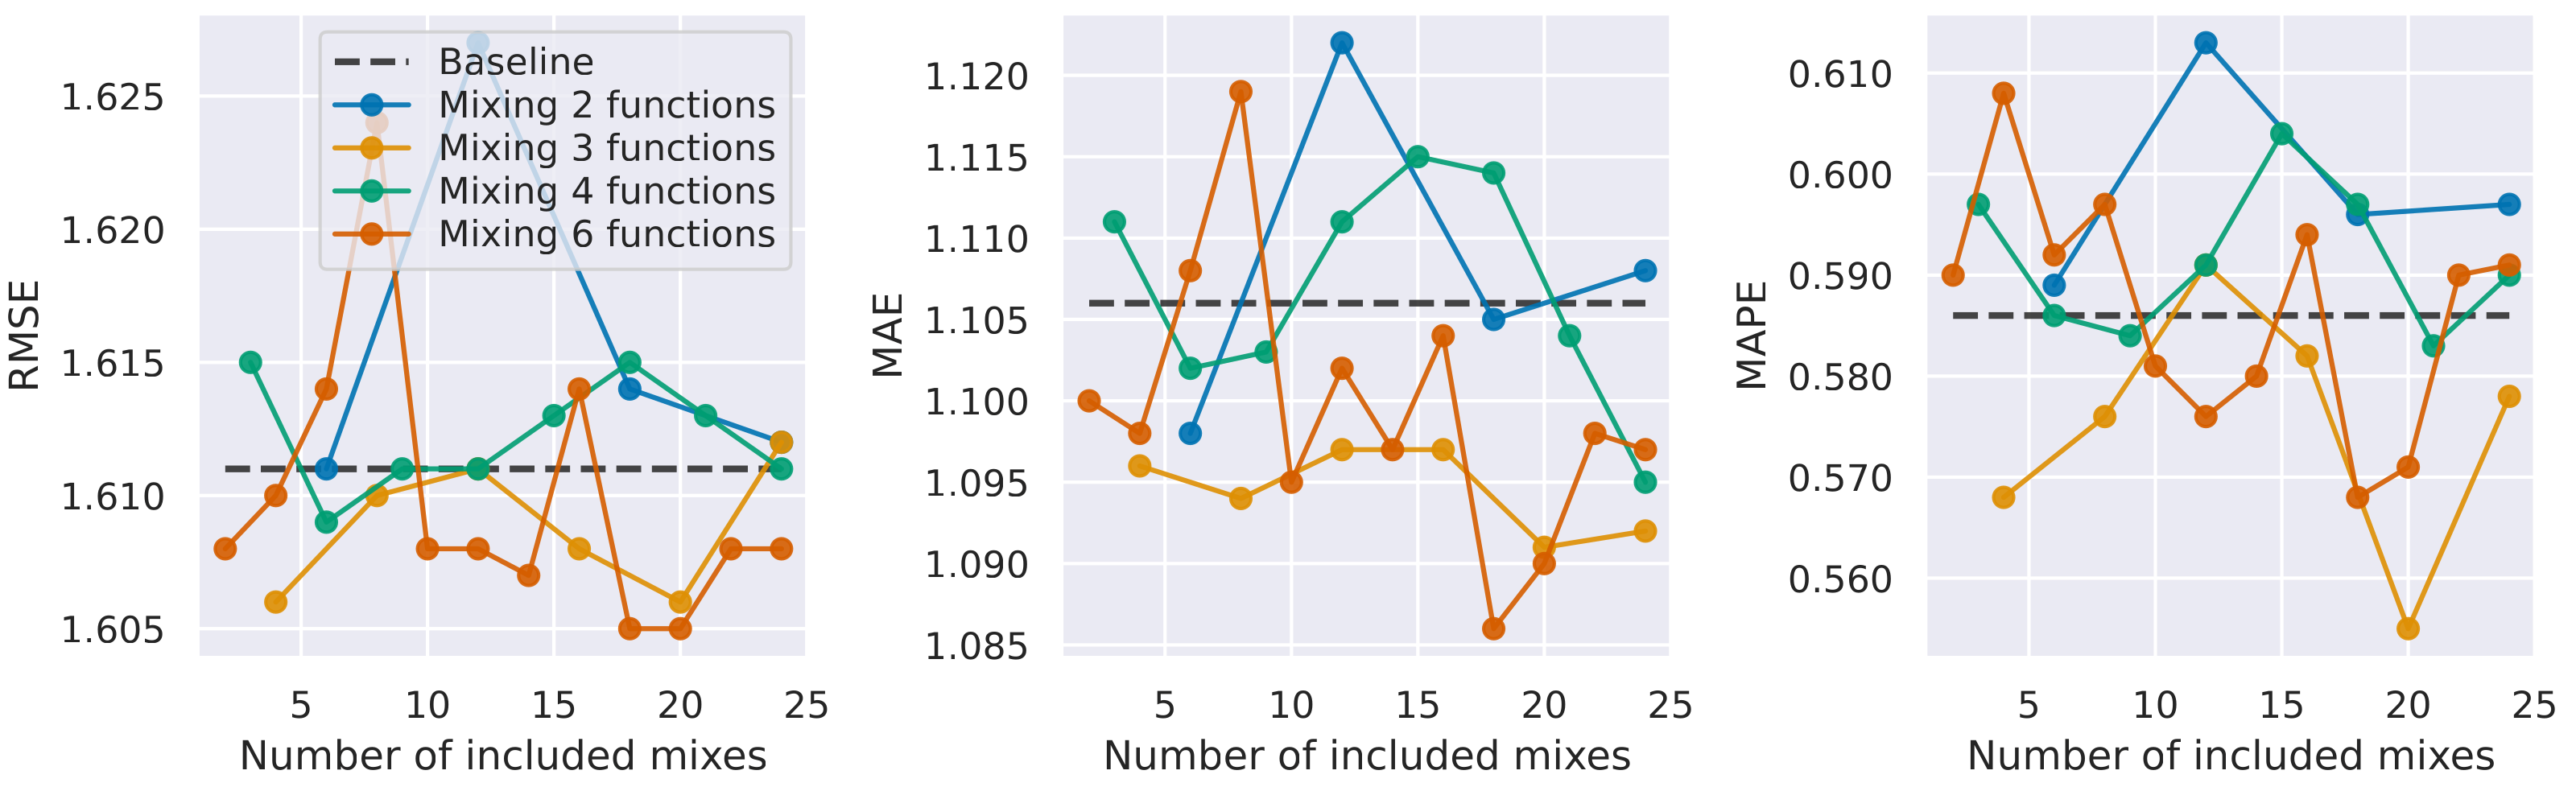 RMSE
1.625
1.620
1.615
1.610
1.605
Baseline
Mixing 2 functions
Mixing 3 functions
Mixing 4 functions
Mixing 6 functions
5 10 15 20 25
Number of included mixes
MAE
1.120
1.115
1.110
1.105
1.100
1.095
1.090
1.085
5 10 15 20 25
Number of included mixes
MAPE
0.610
0.600
0.590
0.580
0.570
0.560
5 10 15 20 25
Number of included mixes